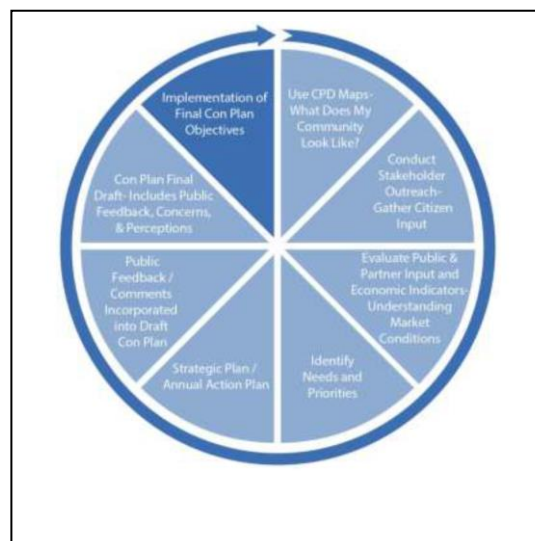 Use CPD Maps-
What Does My
Community
Look Like?
Conduct
Stakeholder
Outreach-
Gather Citizen
Input
Evaluate Public &
Partner Input and
Economic Indicators-
Understanding
Market
Conditions
Identify
Needs and
Priorities
Strategic Plan /
Annual Action Plan
Public
Feedback /
Comments
Incorporated
into Draft
Con Plan
Con Plan Final
Draft- Includes Public
Feedback, Concerns,
& Perceptions
Implementation of
Final Con Plan
Objectives